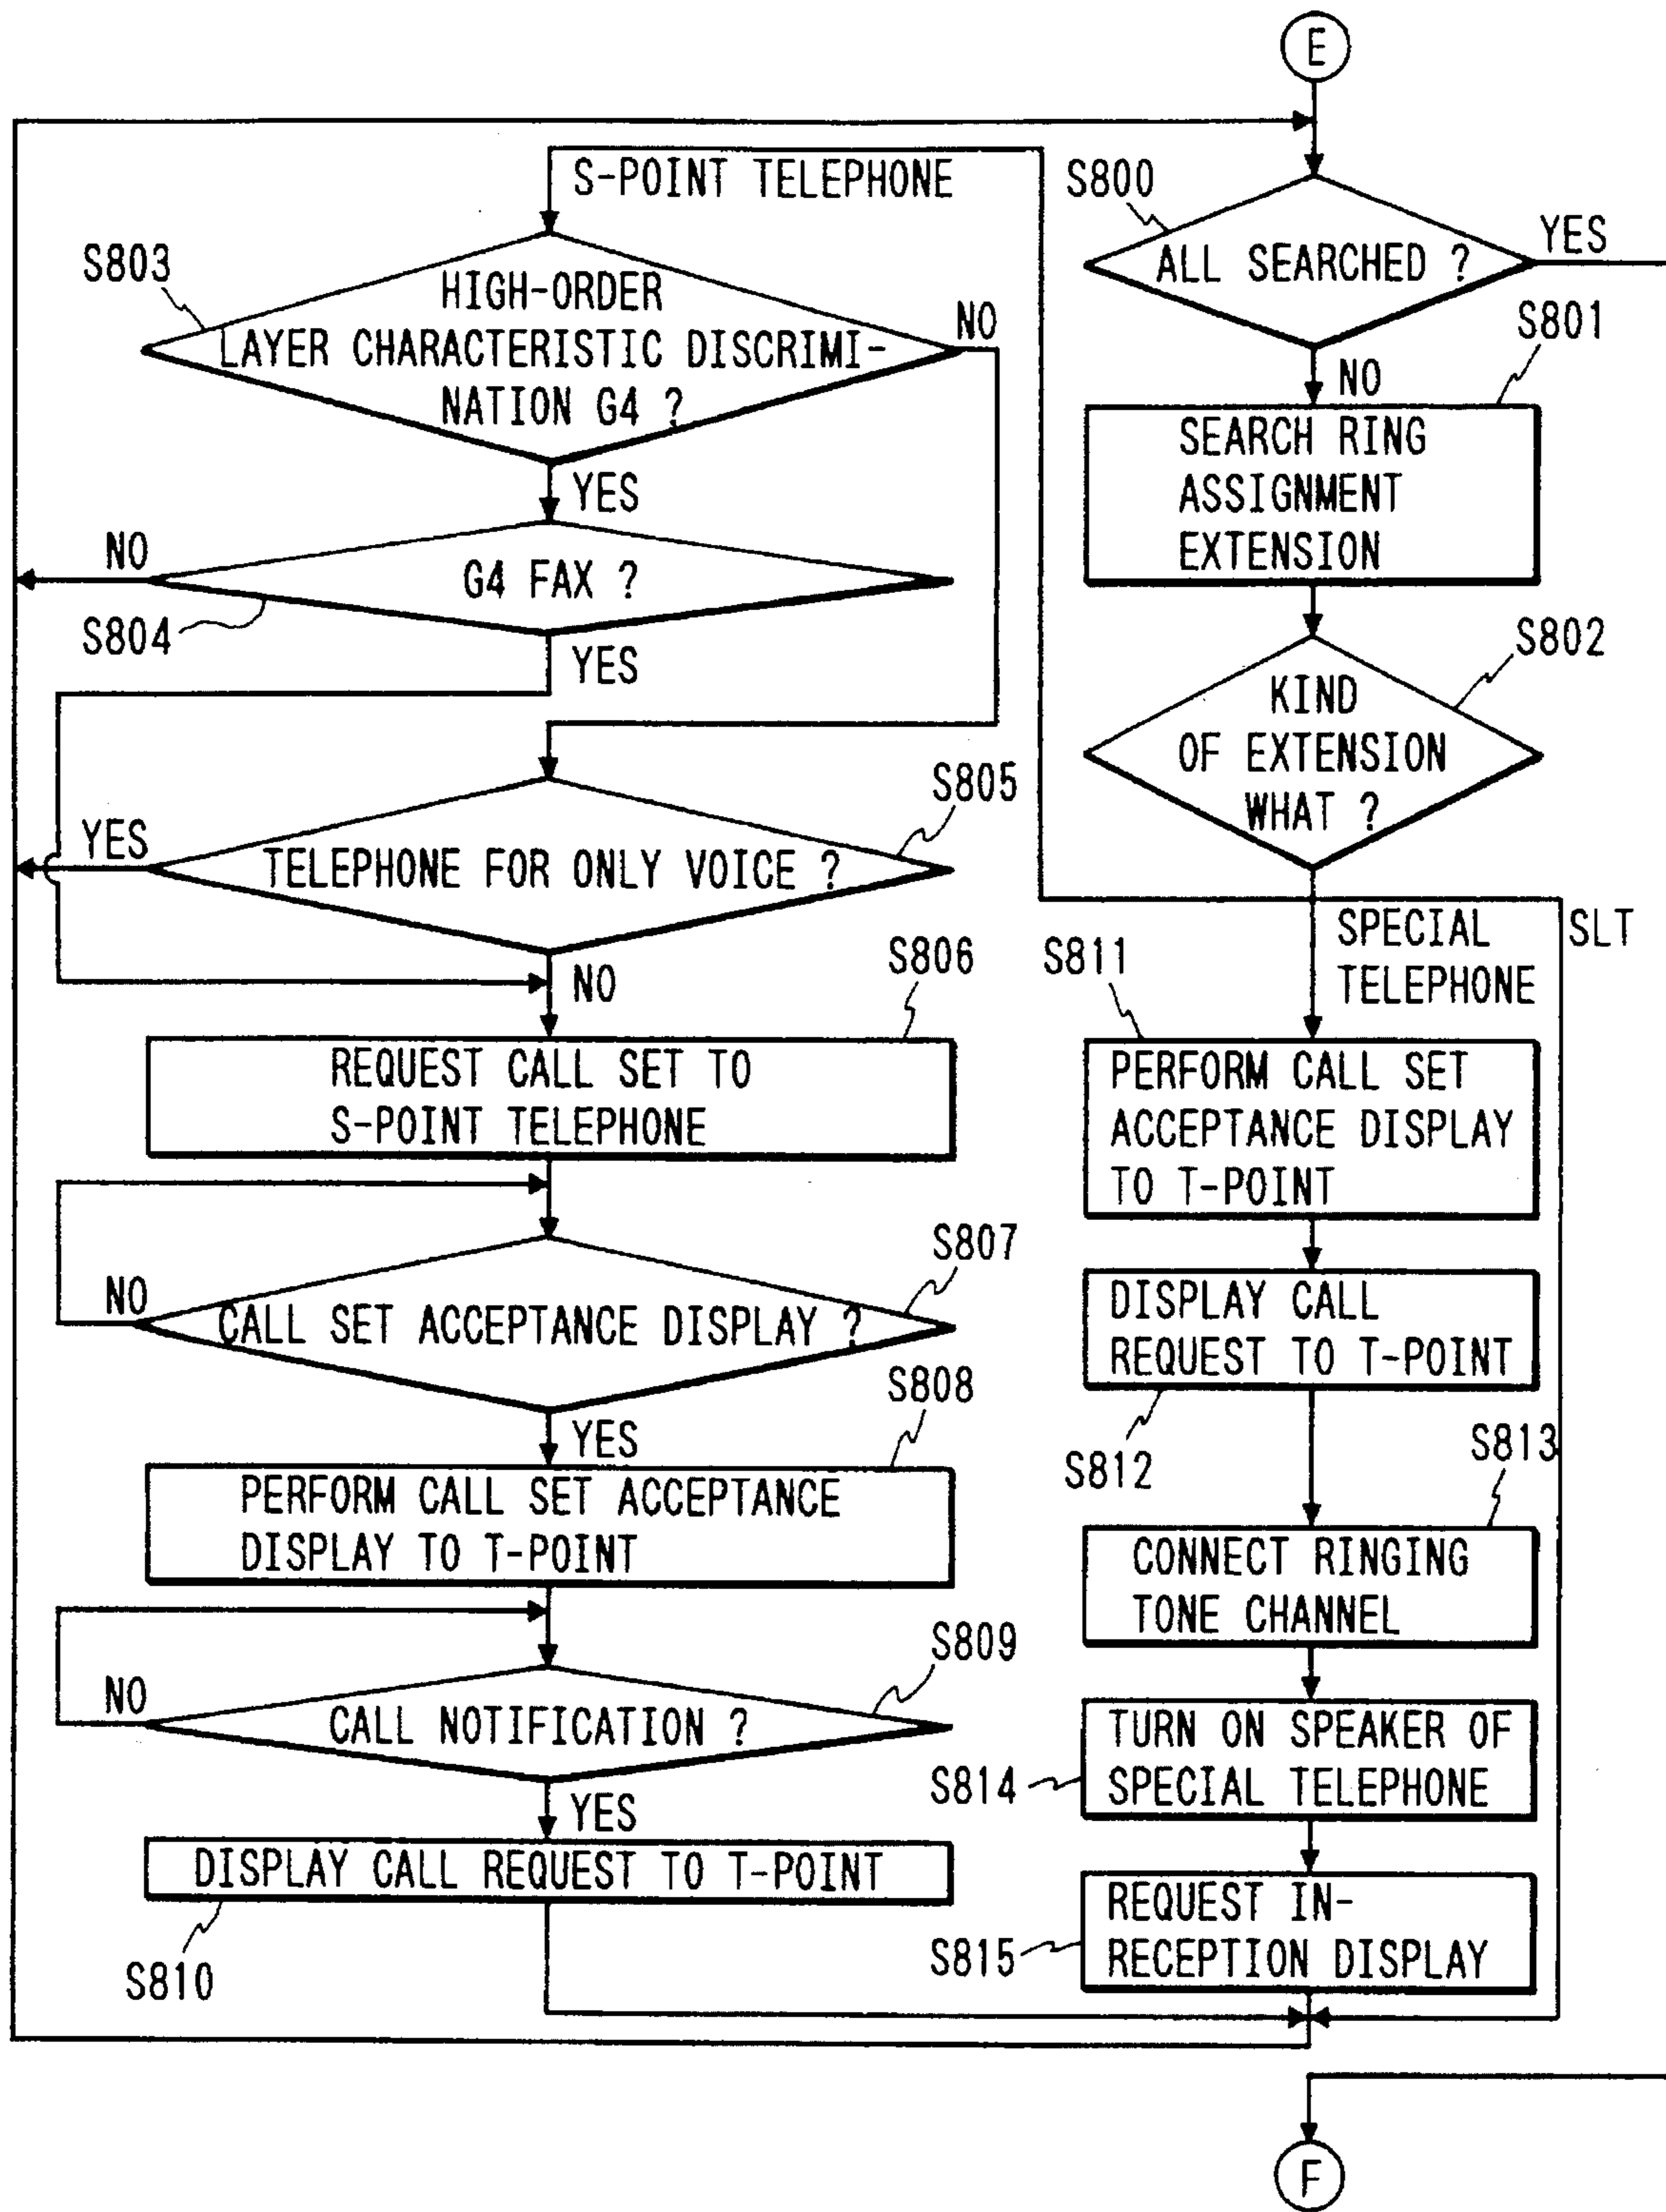 E
S-POINT TELEPHONE
S803
HIGH-ORDER
LAYER CHARACTERISTIC DISCRIMI-
NATION G4 ?
NO
YES
NO
G4 FAX ?
S804
YES
YES
TELEPHONE FOR ONLY VOICE ?
S805
NO
S806
REQUEST CALL SET TO
S-POINT TELEPHONE
S807
NO
CALL SET ACCEPTANCE DISPLAY ?
YES
S808
PERFORM CALL SET ACCEPTANCE
DISPLAY TO T-POINT
S809
NO
CALL NOTIFICATION ?
YES
DISPLAY CALL REQUEST TO T-POINT
S810
S800
ALL SEARCHED ?
YES
NO
S801
SEARCH RING
ASSIGNMENT
EXTENSION
S802
KIND
OF EXTENSION
WHAT ?
SPECIAL
TELEPHONE
SLT
S811
PERFORM CALL SET
ACCEPTANCE DISPLAY
TO T-POINT
DISPLAY CALL
REQUEST TO T-POINT
S812
S813
CONNECT RINGING
TONE CHANNEL
TURN ON SPEAKER OF
SPECIAL TELEPHONE
S814
REQUEST IN-
RECEPTION DISPLAY
S815
F